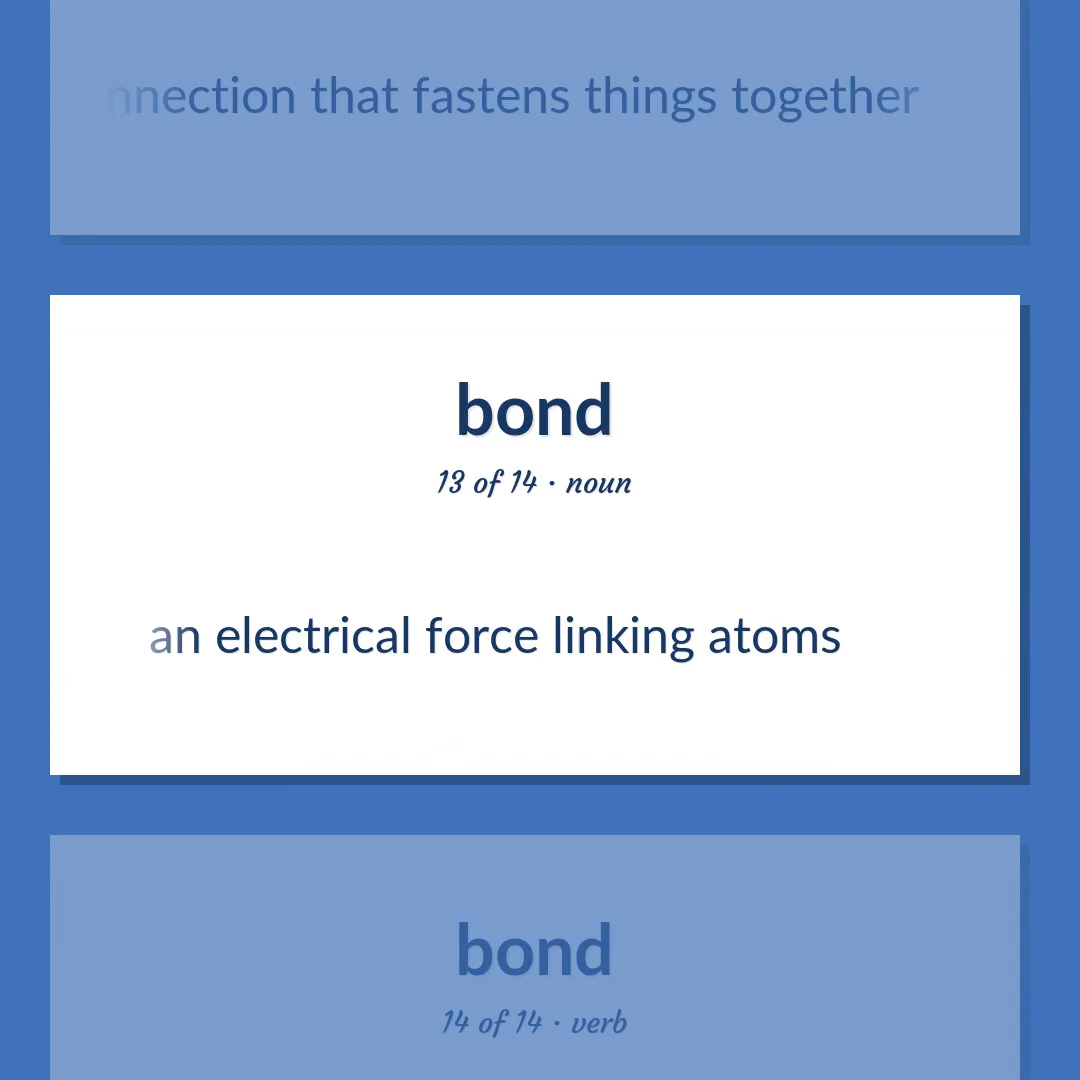 that fastens things together
bond
13 of 14 · noun
an electrical force linking atoms
bond
14 of 14 · verb